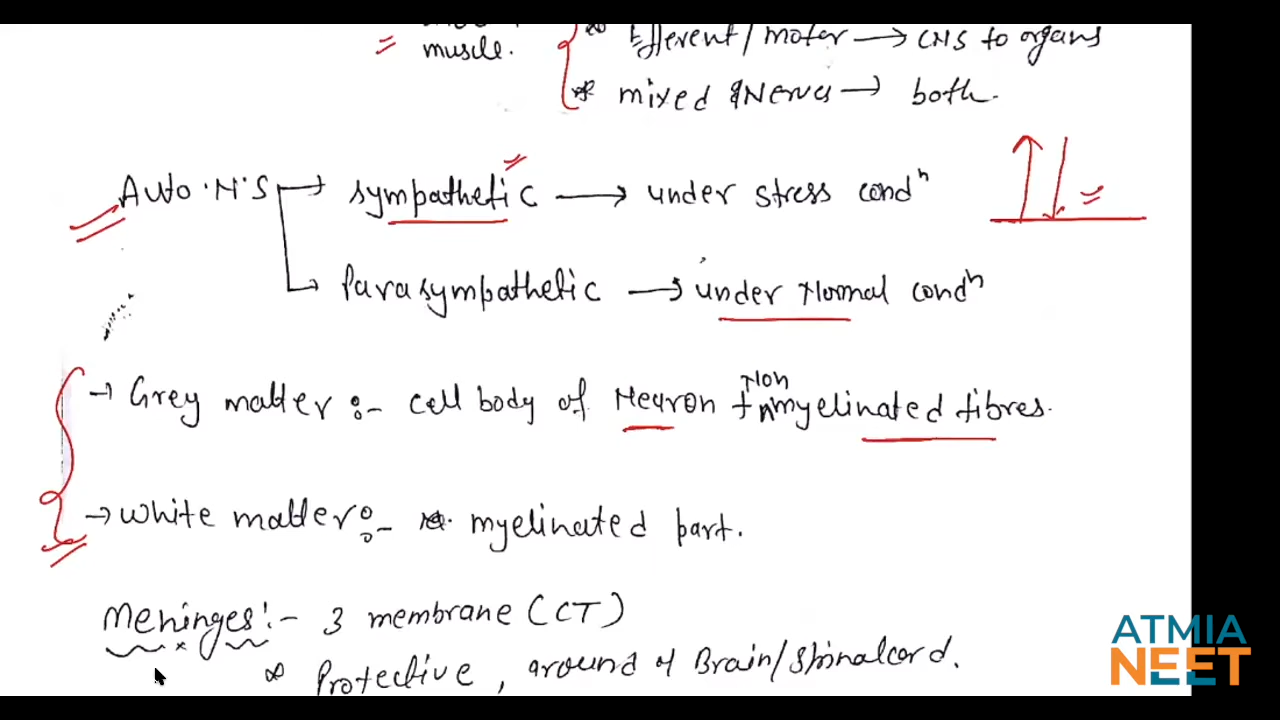 muscle.
Efferent/motor → CNS to organs
* mixed Nerves → both.
Auto.N.S → sympathetic → under stress condⁿ
↳ Parasympathetic → under Normal condⁿ
→ Grey matter :- cell body of Neuron + Non myelinated fibres.
→ White matter :- myelinated part.
Meninges :- 3 membrane (CT)
* Protective, around of Brain/Spinalcord.
ATMIA
NEET